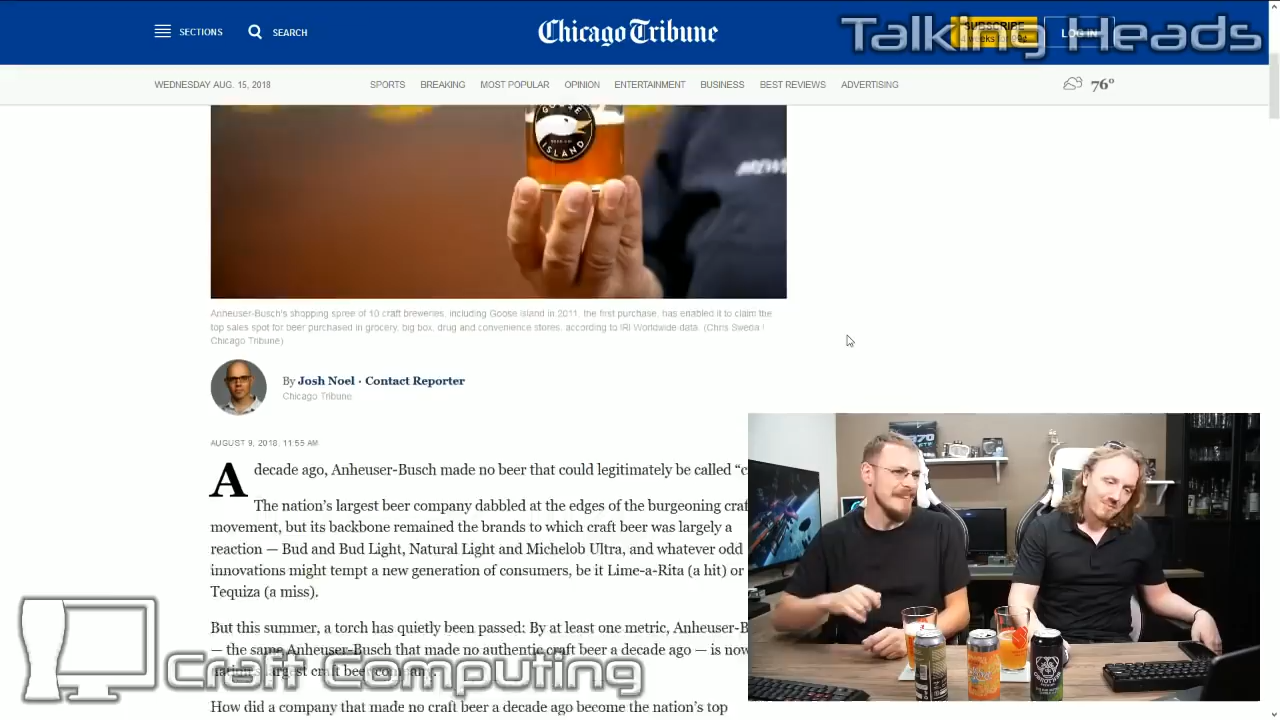 SECTIONS
SEARCH
Chicago Tribune
SUBSCRIBE
LOG IN
Talking Heads
WEDNESDAY AUG. 15, 2018
SPORTS BREAKING MOST POPULAR OPINION ENTERTAINMENT BUSINESS BEST REVIEWS ADVERTISING
76°
GOOSE
ISLAND
Anheuser-Busch's shopping spree of 10 craft breweries, including Goose Island in 2011, the first purchase, has enabled it to claim the
top sales spot for beer purchased in grocery, big box, drug and convenience stores, according to IRI Worldwide data. (Chris Sweda /
Chicago Tribune)
By Josh Noel · Contact Reporter
Chicago Tribune
AUGUST 9, 2018, 11:55 AM
A decade ago, Anheuser-Busch made no beer that could legitimately be called “c
The nation’s largest beer company dabbled at the edges of the burgeoning craf
movement, but its backbone remained the brands to which craft beer was largely a
reaction — Bud and Bud Light, Natural Light and Michelob Ultra, and whatever odd
innovations might tempt a new generation of consumers, be it Lime-a-Rita (a hit) or
Tequiza (a miss).
But this summer, a torch has quietly been passed: By at least one metric, Anheuser-B
— the same Anheuser-Busch that made no authentic craft beer a decade ago — is now
nation's largest craft beer company.
Craft Computing
How did a company that made no craft beer a decade ago become the nation’s top